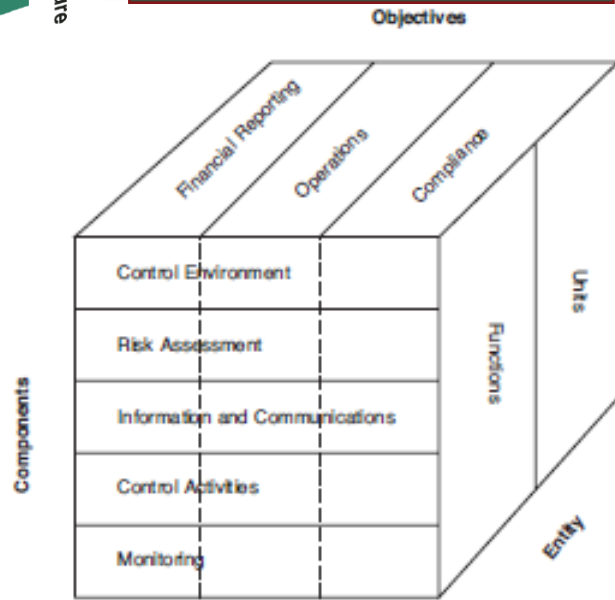 Objectives
Financial Reporting
Operations
Compliance
Control Environment
Risk Assessment
Information and Communications
Control Activities
Monitoring
Components
Functions
Units
Entity